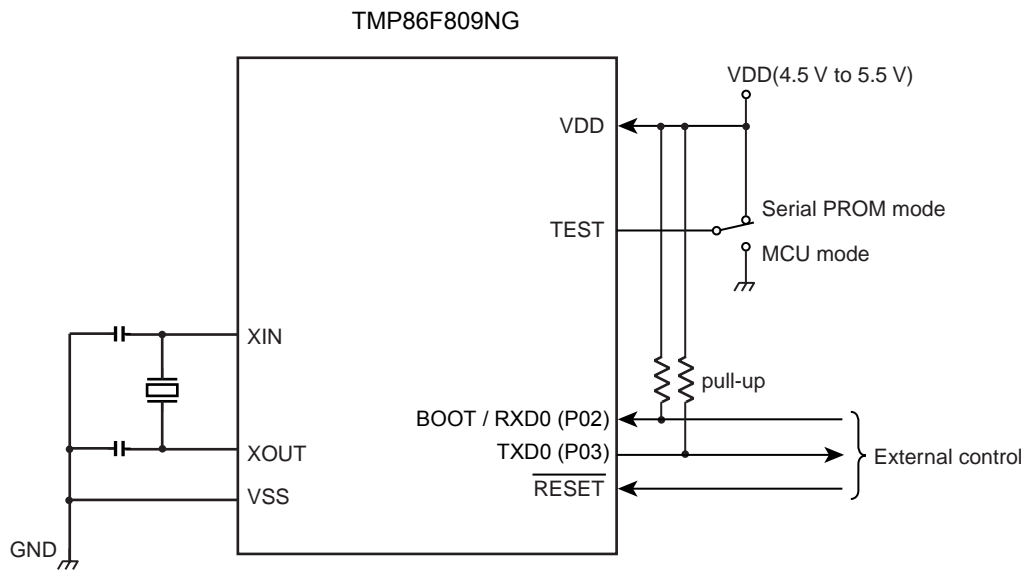 TMP86F809NG
VDD(4.5 V to 5.5 V)
VDD
Serial PROM mode
TEST
MCU mode
XIN
pull-up
BOOT / RXD0 (P02)
XOUT
TXD0 (P03)
External control
RESET
VSS
GND